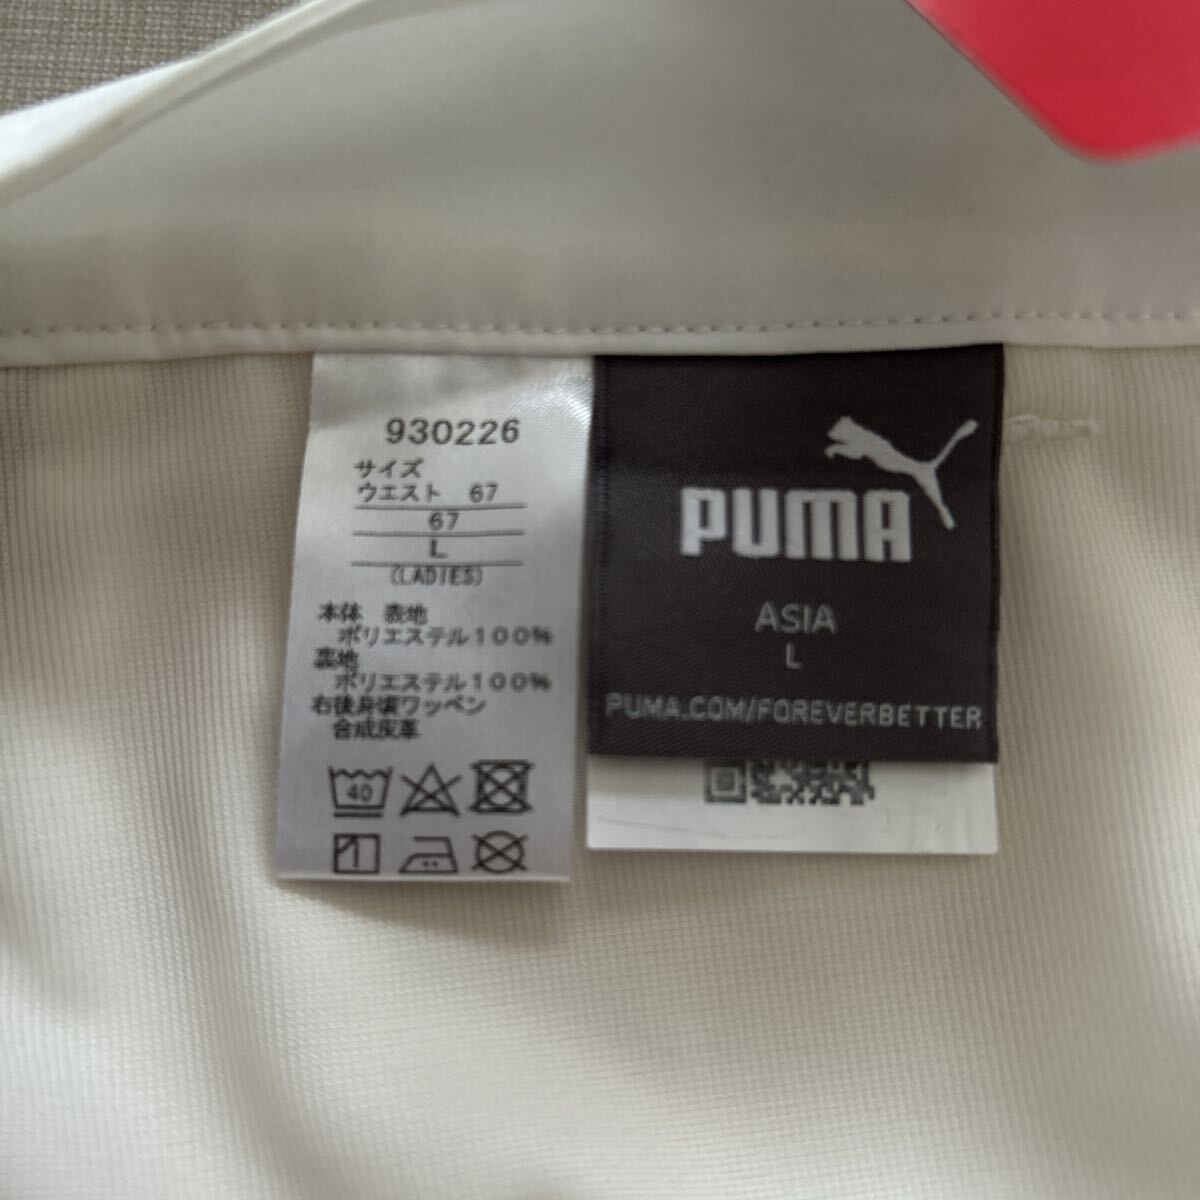 930226
サイズ
ウエスト 67
67
L
(LADIES)
本体 表地
ポリエステル100%
裏地
ポリエステル100%
右後身頃ワッペン
合成皮革
40
PUMA
ASIA
L
PUMA.COM/FOREVERBETTER